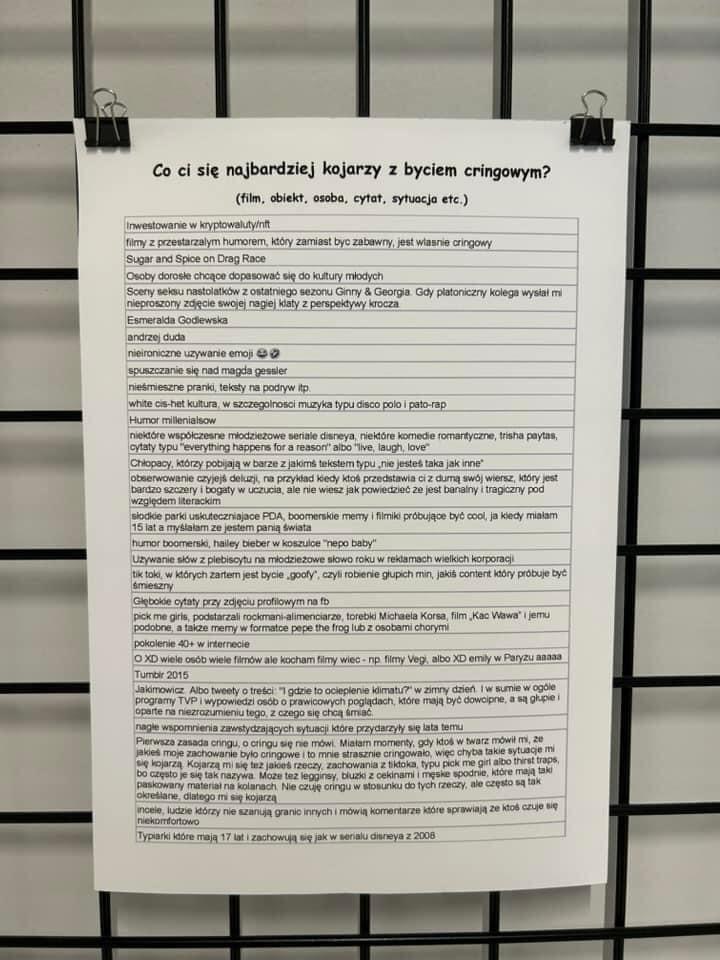 Co ci się najbardziej kojarzy z byciem cringowym?
(film, obiekt, osoba, cytat, sytuacja etc.)
Inwestowanie w kryptowaluty/nft
filmy z przestarzałym humorem, który zamiast byc zabawny, jest wlasnie cringowy
Sugar and Spice on Drag Race
Osoby dorosłe chcące dopasować się do kultury młodych
Sceny seksu nastolatków z ostatniego sezonu Ginny & Georgia. Gdy platoniczny kolega wysłał mi
nieproszony zdjęcie swojej nagiej klaty z perspektywy krocza.
Esmeralda Godlewska
andrzej duda
nieironiczne uzywanie emoji 😂🤣
spuszczanie się nad magda gessler
nieśmieszne pranki, teksty na podryw itp.
white cis-het kultura, w szczegolnosci muzyka typu disco polo i pato-rap
Humor millenialsow
niektóre współczesne młodzieżowe seriale disneya, niektóre komedie romantyczne, trisha paytas,
cytaty typu "everything happens for a reason" albo "live, laugh, love"
Chłopacy, którzy pobijają w barze z jakimś tekstem typu „nie jesteś taka jak inne"
obserwowanie czyjejś deluzji, na przykład kiedy ktoś przedstawia ci z dumą swój wiersz, który jest
bardzo szczery i bogaty w uczucia, ale nie wiesz jak powiedzieć że jest banalny i tragiczny pod
względem literackim
słodkie parki uskuteczniajace PDA, boomerskie memy i filmiki próbujące być cool, ja kiedy miałam
15 lat a myślałam ze jestem panią świata
humor boomerski, hailey bieber w koszulce "nepo baby"
Używanie słów z plebiscytu na młodzieżowe słowo roku w reklamach wielkich korporacji
tik toki, w których żartem jest bycie „goofy", czyli robienie głupich min, jakiś content który próbuje być
śmieszny
Głębokie cytaty przy zdjęciu profilowym na fb
pick me girls, podstarzali rockmani-alimenciarze, torebki Michaela Korsa, film „Kac Wawa" i jemu
podobne, a także memy w formatce pepe the frog lub z osobami chorymi
pokolenie 40+ w internecie
O XD wiele osób wiele filmów ale kocham filmy wiec - np. filmy Vegi, albo XD emily w Paryżu aaaaa
Tumblr 2015
Jakimowicz. Albo tweety o treści: "I gdzie to ocieplenie klimatu?" w zimny dzień. I w sumie w ogóle
programy TVP i wypowiedzi osób o prawicowych poglądach, które mają być dowcipne, a są głupie i
oparte na niezrozumieniu tego, z czego się chcą śmiać.
nagłe wspomnienia zawstydzających sytuacji które przydarzyły się lata temu
Pierwsza zasada cringu, o cringu się nie mówi. Miałam momenty, gdy ktoś w twarz mówił mi, że
jakieś moje zachowanie było cringowe i to mnie strasznie cringowało, więc chyba takie sytuacje mi
się kojarzą. Kojarzą mi się też jakieś rzeczy, zachowania z tiktoka, typu pick me girl albo thirst traps,
bo często je się tak nazywa. Może też legginsy, bluzki z cekinami i męskie spodnie, które mają taki
paskowany materiał na kolanach. Nie czuję cringu w stosunku do tych rzeczy, ale często są tak
określane, dlatego mi się kojarzą
incele, ludzie którzy nie szanują granic innych i mówią komentarze które sprawiają że ktoś czuje się
niekomfortowo
Typiarki które mają 17 lat i zachowują się jak w serialu disneya z 2008